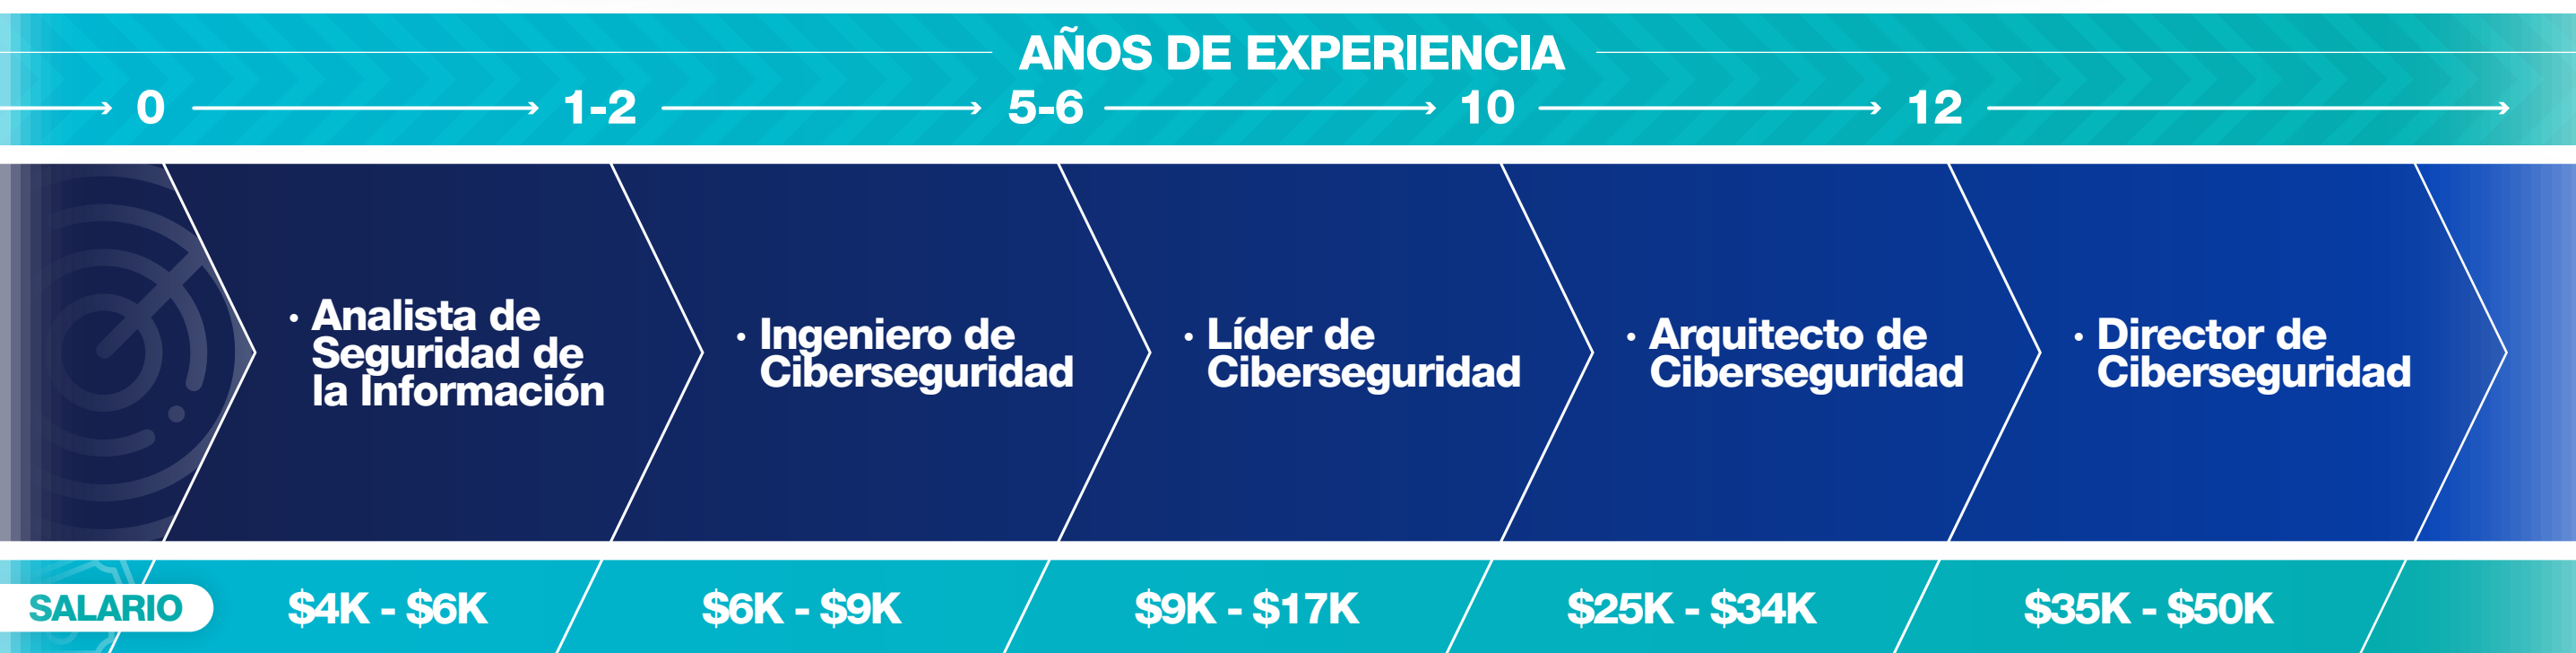 AÑOS DE EXPERIENCIA
0 1-2 5-6 10 12
· Analista de
Seguridad de
la Información
· Ingeniero de
Ciberseguridad
· Líder de
Ciberseguridad
· Arquitecto de
Ciberseguridad
· Director de
Ciberseguridad
SALARIO
$4K - $6K
$6K - $9K
$9K - $17K
$25K - $34K
$35K - $50K